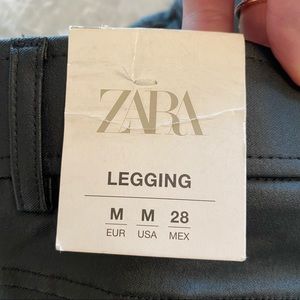 ZARA
LEGGING
M M 28
EUR USA MEX